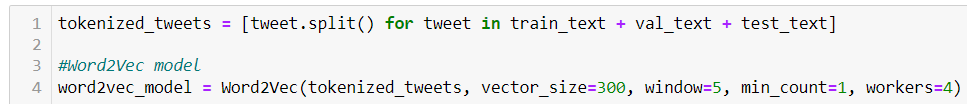 1 tokenized_tweets = [tweet.split() for tweet in train_text + val_text + test_text]
2
3 #Word2Vec model
4 word2vec_model = Word2Vec(tokenized_tweets, vector_size=300, window=5, min_count=1, workers=4)